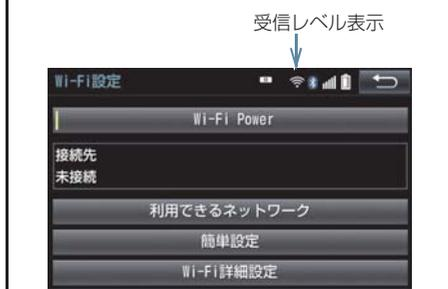 受信レベル表示
Wi-Fi設定
Wi-Fi Power
接続先
未接続
利用できるネットワーク
簡単設定
Wi-Fi詳細設定